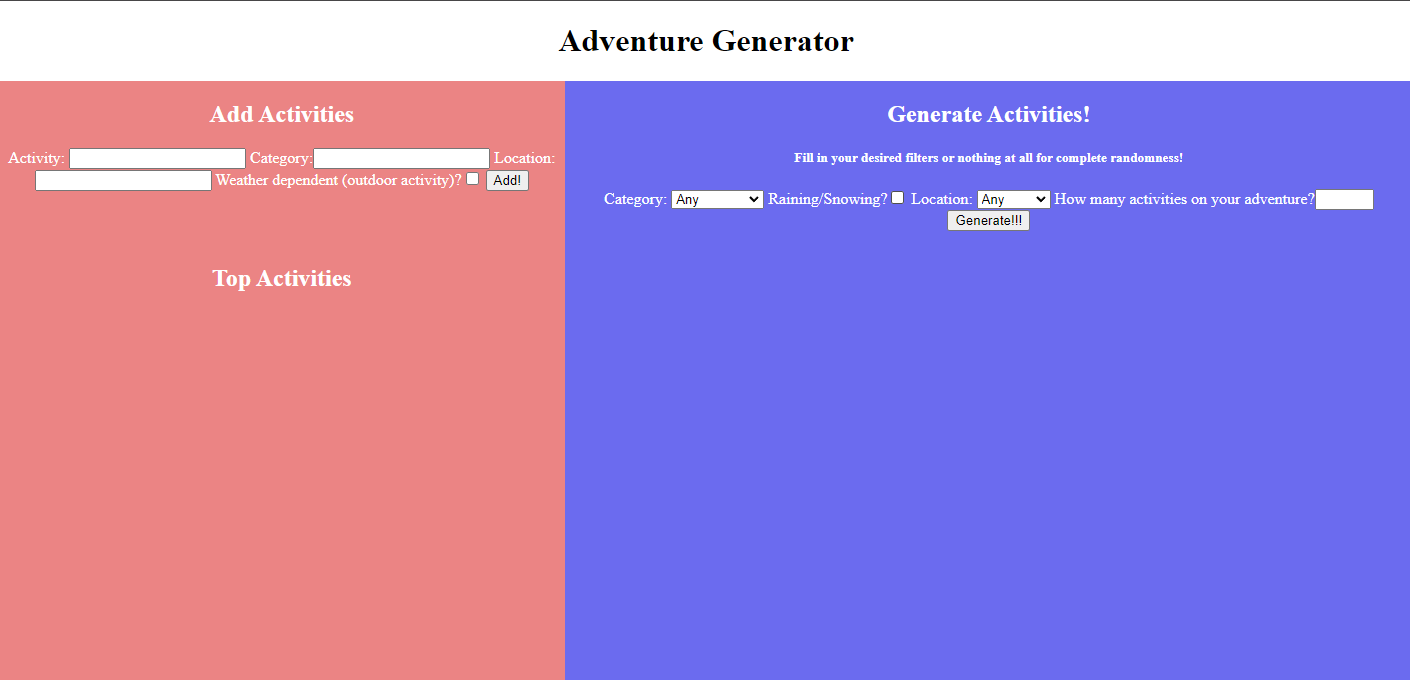 Adventure Generator
Add Activities
Activity: Category: Location:
Weather dependent (outdoor activity)? Add!
Top Activities
Generate Activities!
Fill in your desired filters or nothing at all for complete randomness!
Category: Any Raining/Snowing? Location: Any How many activities on your adventure?
Generate!!!